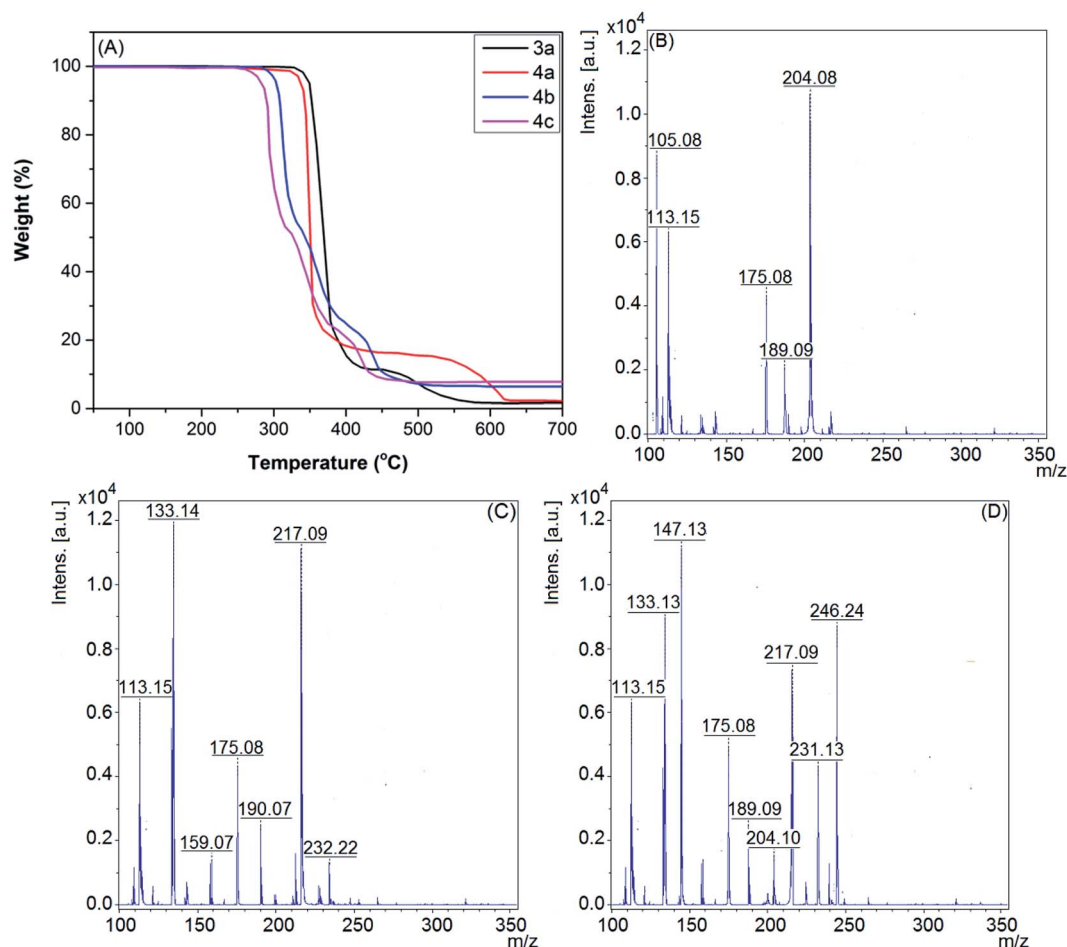 (A)
3a
4a
4b
4c
Weight (%)
100
80
60
40
20
0
100 200 300 400 500 600 700
Temperature (°C)
x10⁴
(B)
Intens. [a.u.]
1.2
1.0
0.8
0.6
0.4
0.2
0.0
204.08
105.08
113.15
175.08
189.09
100 150 200 250 300 350
m/z
x10⁴
(C)
Intens. [a.u.]
1.2
1.0
0.8
0.6
0.4
0.2
0.0
133.14
217.09
113.15
175.08
190.07
159.07
232.22
100 150 200 250 300 350
m/z
x10⁴
(D)
Intens. [a.u.]
1.2
1.0
0.8
0.6
0.4
0.2
0.0
147.13
133.13
246.24
217.09
113.15
175.08
231.13
189.09
204.10
100 150 200 250 300 350
m/z